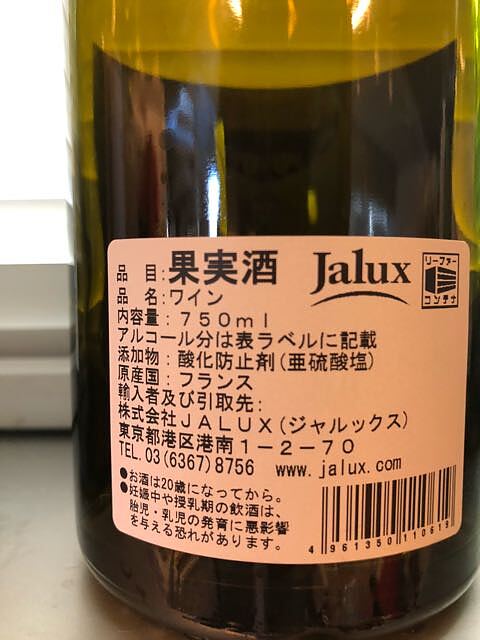 品目:果実酒 Jalux リーファー コンテナ
品名:ワイン
内容量:750ml
アルコール分は表ラベルに記載
添加物:酸化防止剤(亜硫酸塩)
原産国:フランス
輸入者及び引取先:
株式会社JALUX(ジャルックス)
東京都港区港南1-2-70
TEL.03(6367)8756 www.jalux.com
●お酒は20歳になってから。
●妊娠中や授乳期の飲酒は、
胎児・乳児の発育に悪影響
を与える恐れがあります。
4 961350 110619